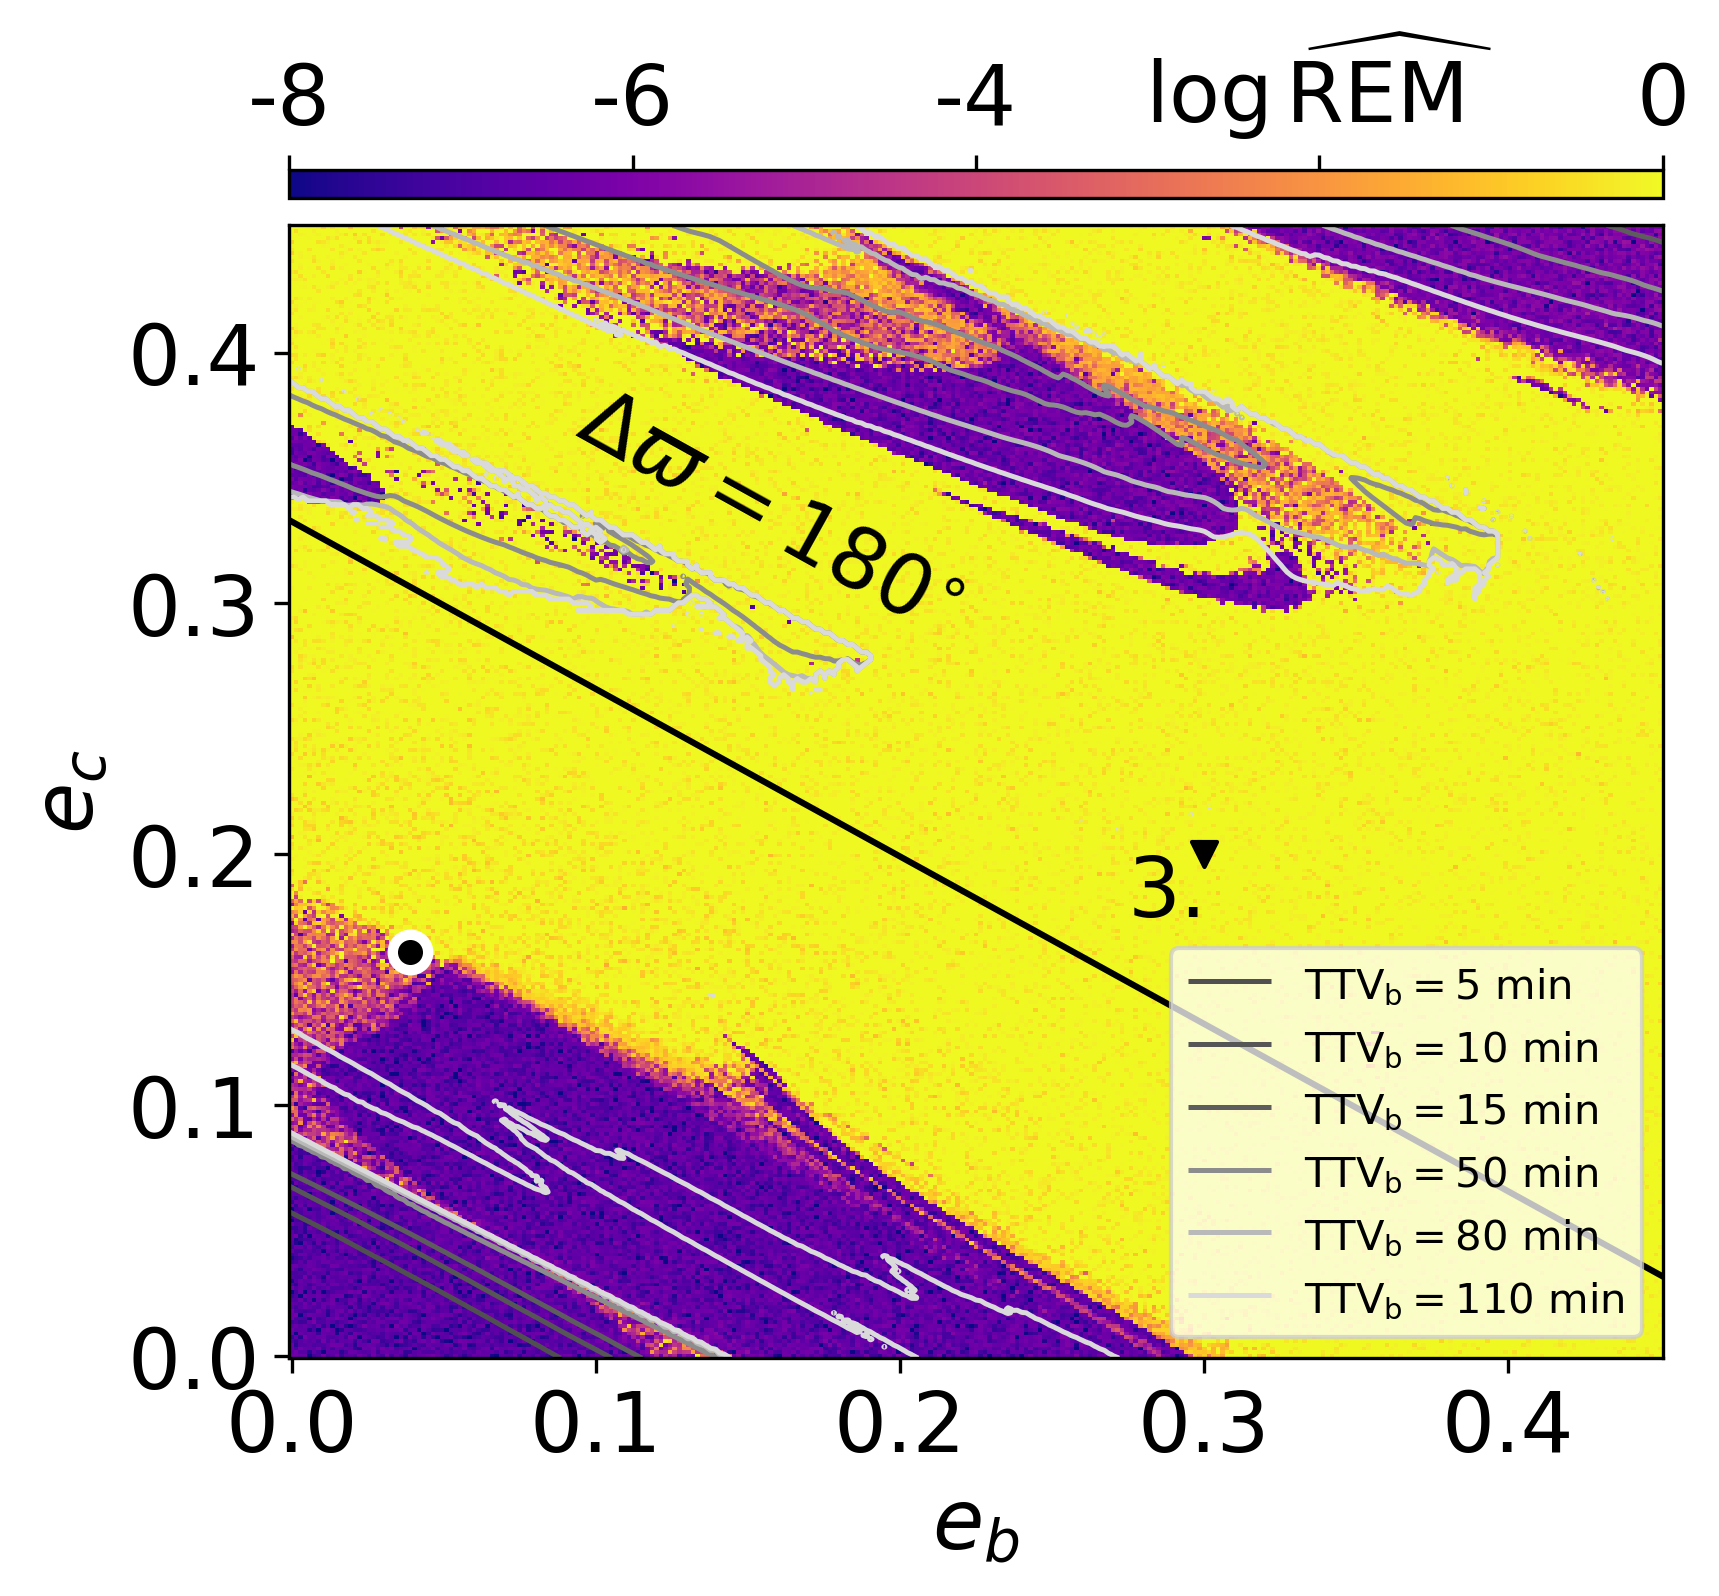 -8 -6 -4 log REM 0
0.4
Δϖ = 180°
0.3
e_c
0.2
3.
TTV_b = 5 min
TTV_b = 10 min
0.1
TTV_b = 15 min
TTV_b = 50 min
TTV_b = 80 min
TTV_b = 110 min
0.0
0.0 0.1 0.2 0.3 0.4
e_b